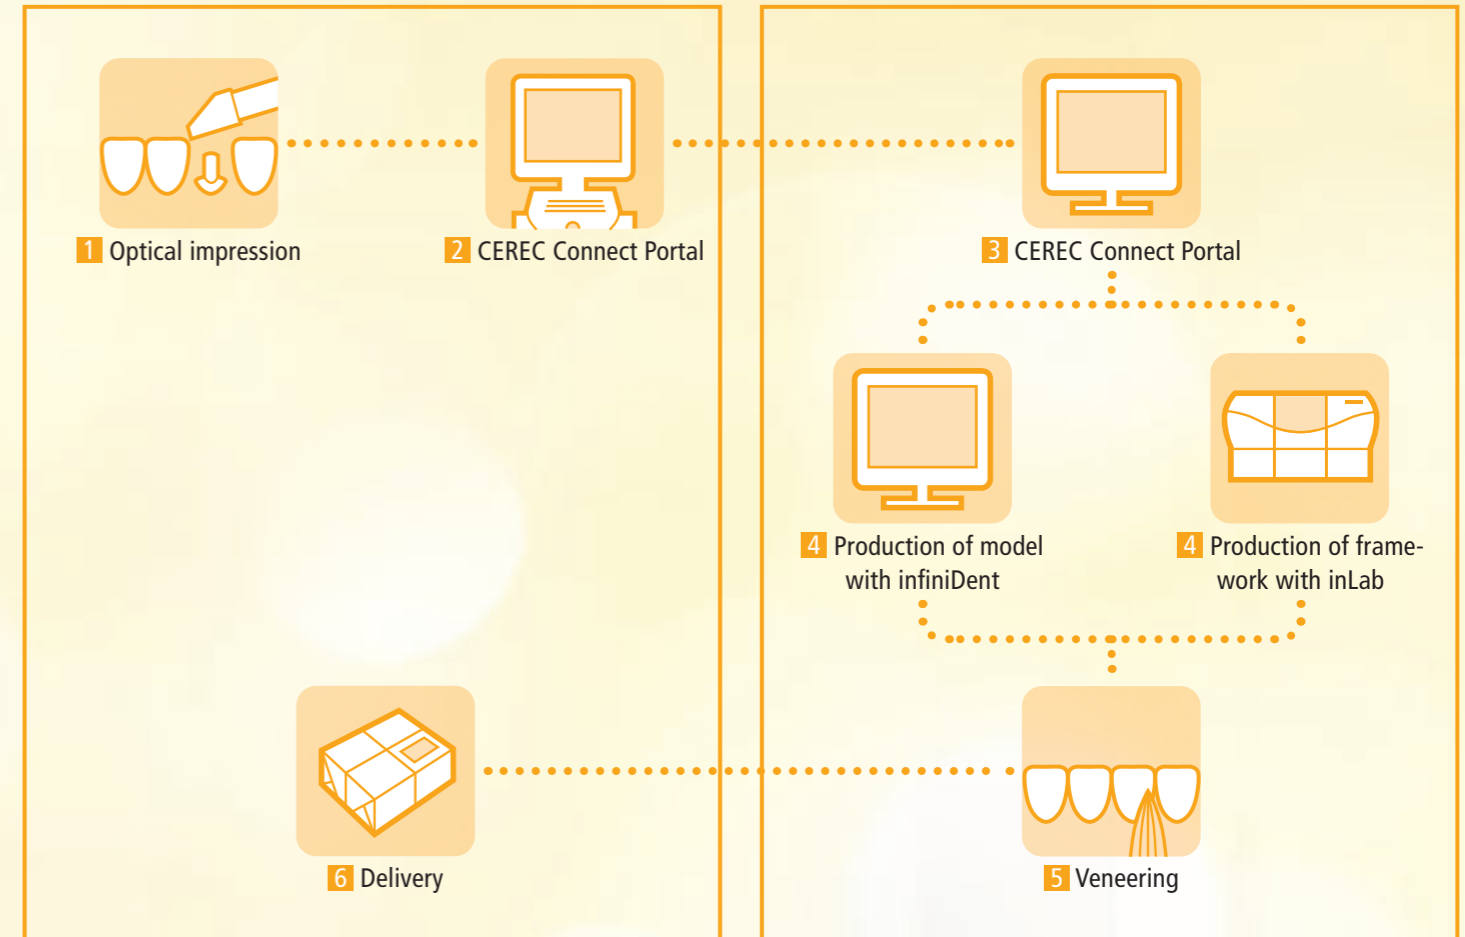 1 Optical impression
2 CEREC Connect Portal
3 CEREC Connect Portal
4 Production of model
with infiniDent
4 Production of frame-
work with inLab
6 Delivery
5 Veneering